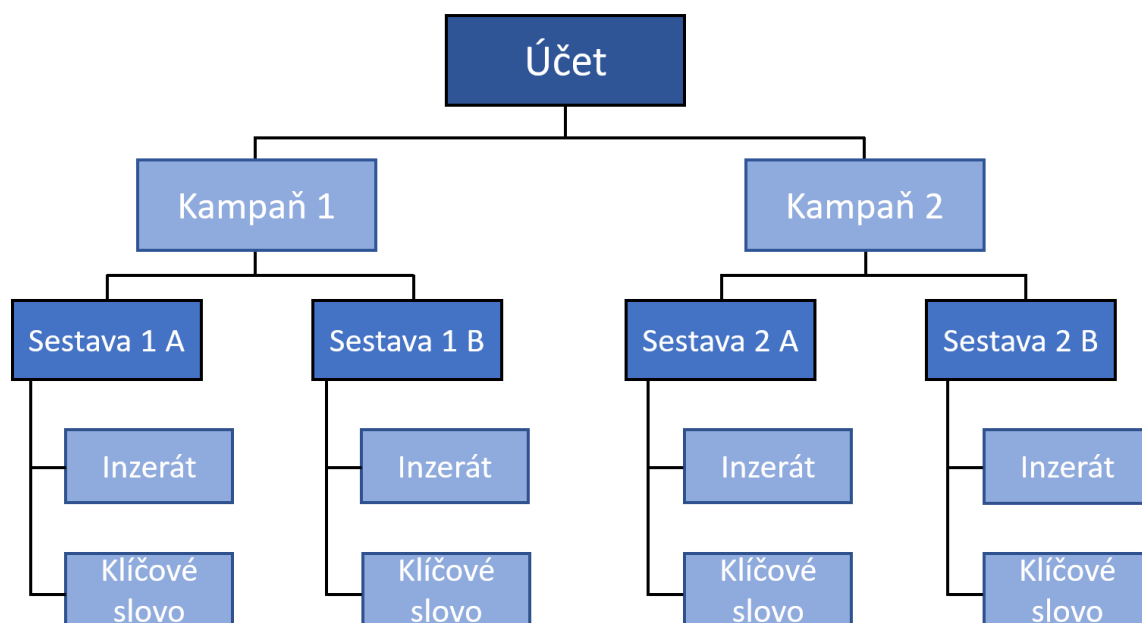 Účet
Kampaň 1
Kampaň 2
Sestava 1 A
Sestava 1 B
Sestava 2 A
Sestava 2 B
Inzerát
Inzerát
Inzerát
Inzerát
Klíčové
slovo
Klíčové
slovo
Klíčové
slovo
Klíčové
slovo